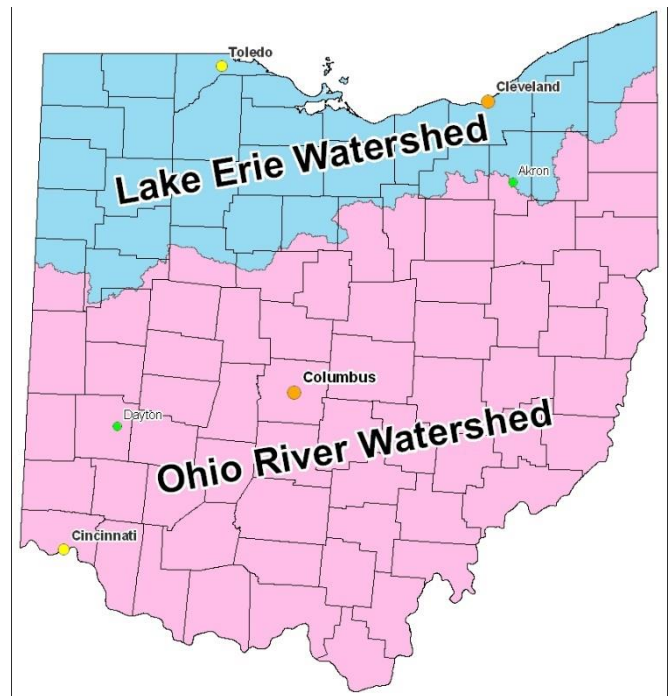 Toledo
Cleveland
Lake Erie Watershed
Akron
Columbus
Dayton
Ohio River Watershed
Cincinnati